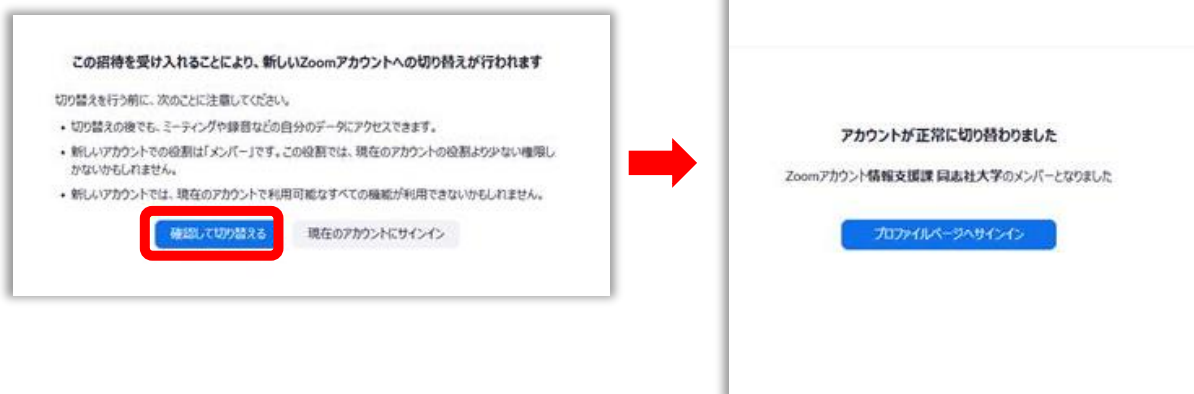 この招待を受け入れることにより、新しいZoomアカウントへの切り替えが行われます
切り替えを行う前に、次のことに注意してください。
• 切り替えの後でも、ミーティングや録音などの自分のデータにアクセスできます。
• 新しいアカウントでの役割は「メンバー」です。この役割では、現在のアカウントの役割より少ない権限し
かないかもしれません。
• 新しいアカウントでは、現在のアカウントで利用可能なすべての機能が利用できないかもしれません。
確認して切り替える
現在のアカウントにサインイン
アカウントが正常に切り替わりました
Zoomアカウント情報支援課 同志社大学のメンバーとなりました
プロファイルページへサインイン